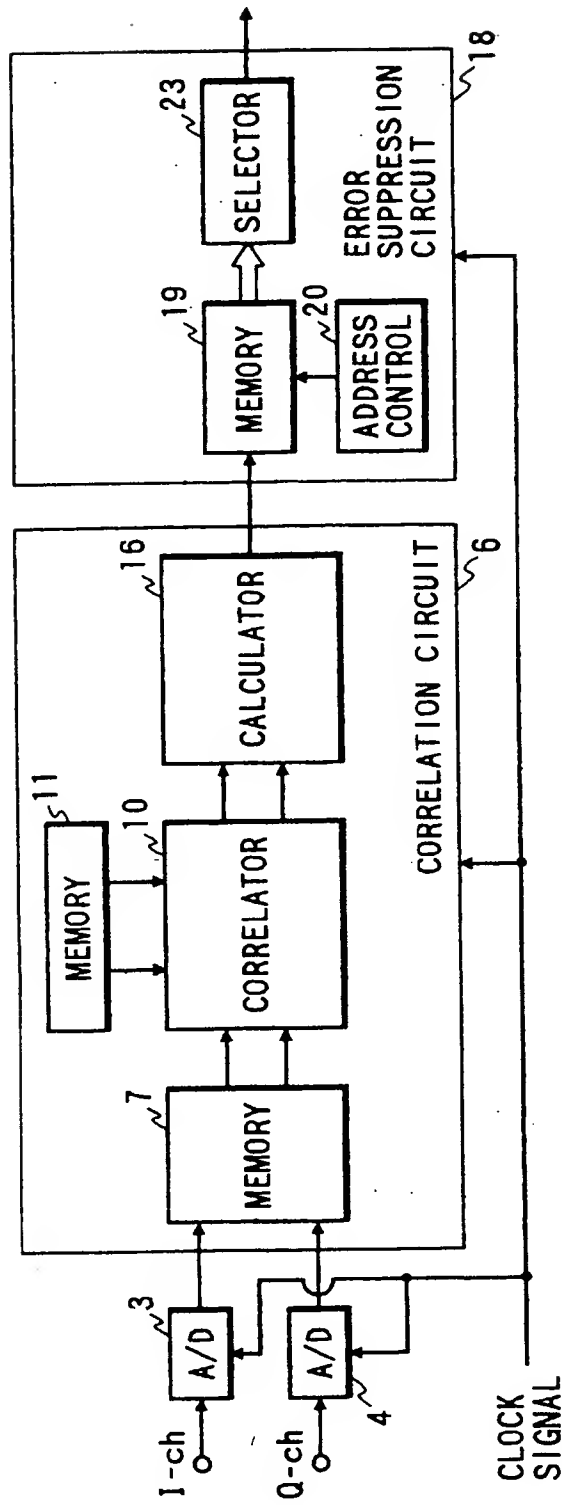 I-ch
Q-ch
3
A/D
A/D
4
CLOCK
SIGNAL
7
MEMORY
11
MEMORY
10
CORRELATOR
16
CALCULATOR
CORRELATION CIRCUIT
6
19
MEMORY
20
ADDRESS
CONTROL
23
SELECTOR
ERROR
SUPPRESSION
CIRCUIT
18